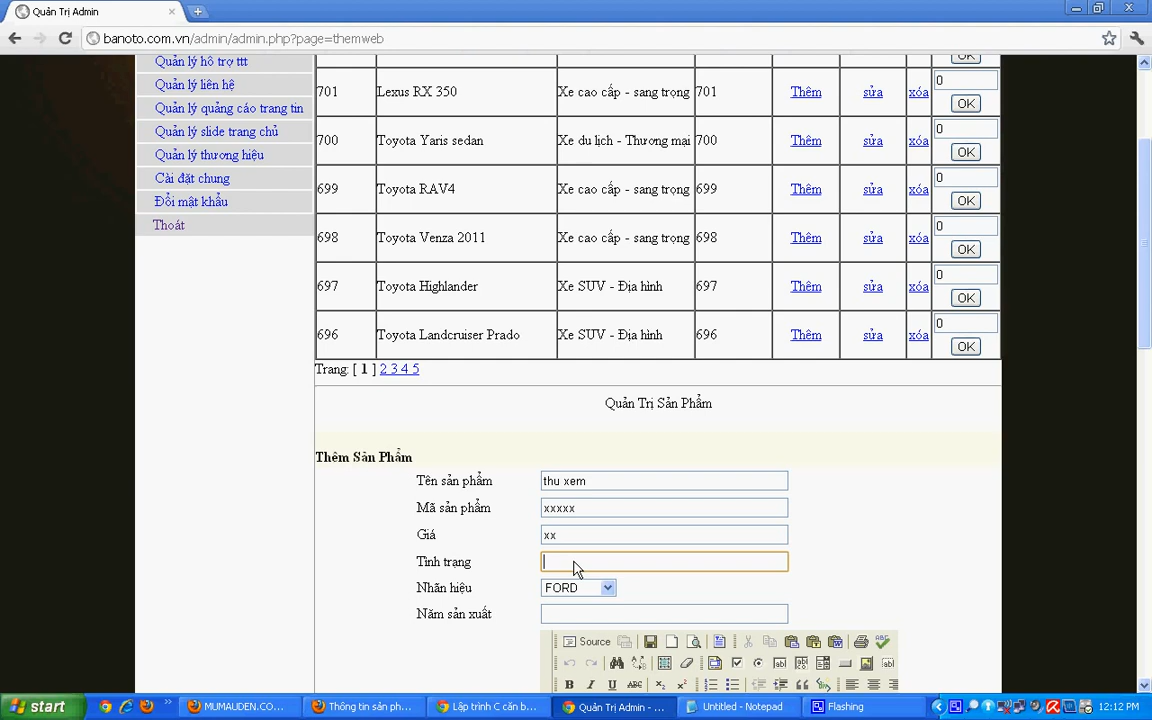 Quản Trị Admin
banoto.com.vn/admin/admin.php?page=themweb
Quản lý hỗ trợ ttt
Quản lý liên hệ
Quản lý quảng cáo trang tin
Quản lý slide trang chủ
Quản lý thương hiệu
Cài đặt chung
Đổi mật khẩu
Thoát
OK
701 Lexus RX 350 Xe cao cấp - sang trọng 701 Thêm sửa xóa 0 OK
700 Toyota Yaris sedan Xe du lịch - Thương mại 700 Thêm sửa xóa 0 OK
699 Toyota RAV4 Xe cao cấp - sang trọng 699 Thêm sửa xóa 0 OK
698 Toyota Venza 2011 Xe cao cấp - sang trọng 698 Thêm sửa xóa 0 OK
697 Toyota Highlander Xe SUV - Địa hình 697 Thêm sửa xóa 0 OK
696 Toyota Landcruiser Prado Xe SUV - Địa hình 696 Thêm sửa xóa 0 OK
Trang: [ 1 ] 2 3 4 5
Quản Trị Sản Phẩm
Thêm Sản Phẩm
Tên sản phẩm thu xem
Mã sản phẩm xxxxx
Giá xx
Tình trạng
Nhãn hiệu FORD
Năm sản xuất
Source
B I U ABC x₂ x²
start MUMAUDEN.CO... Thông tin sản ph... Lập trình C căn b... Quản Trị Admin - ... Untitled - Notepad Flashing 12:12 PM